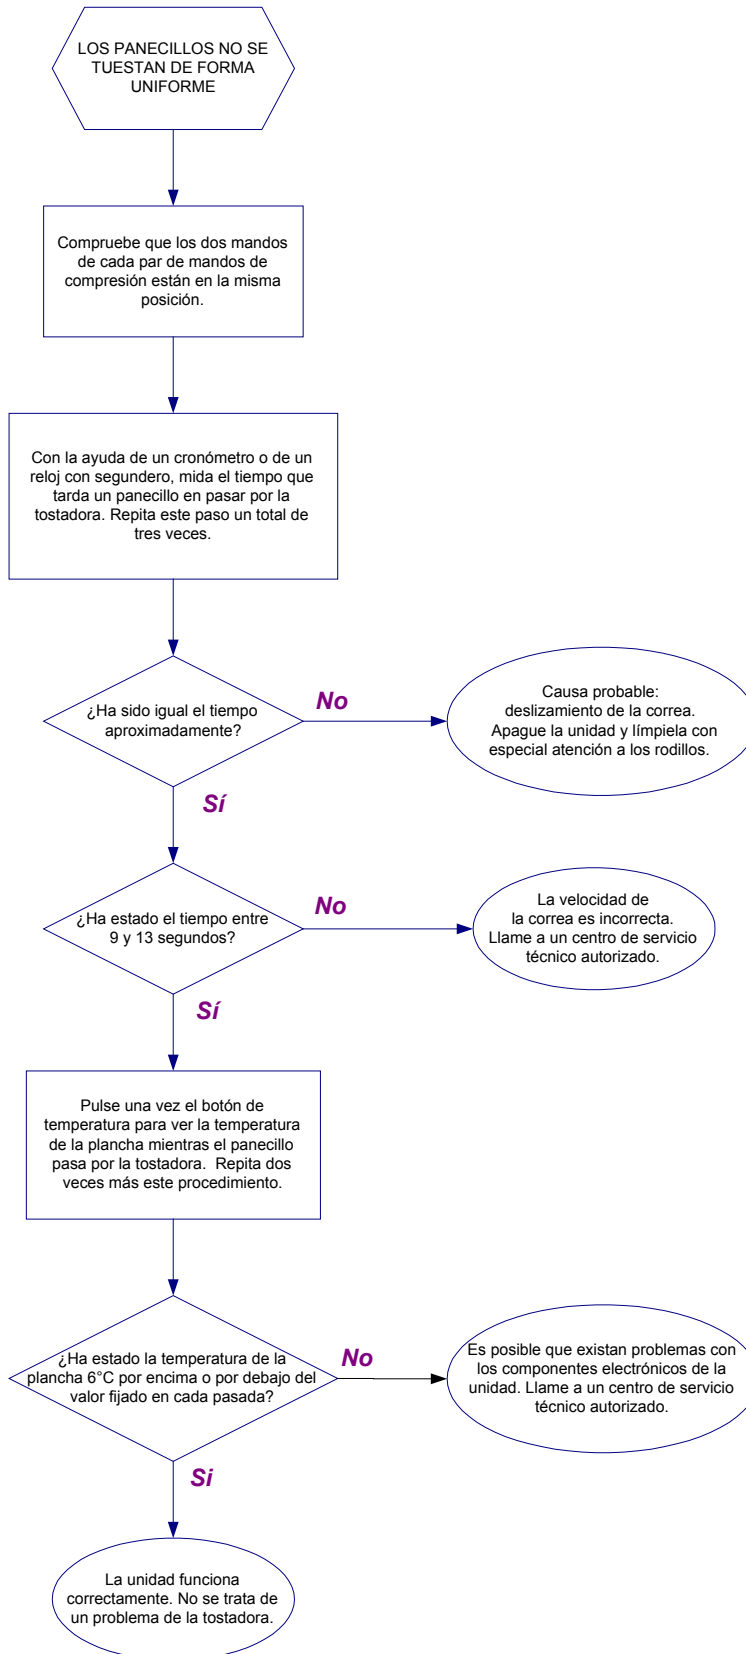 LOS PANECILLOS NO SE
TUESTAN DE FORMA
UNIFORME
Compruebe que los dos mandos
de cada par de mandos de
compresión están en la misma
posición.
Con la ayuda de un cronómetro o de un
reloj con segundero, mida el tiempo que
tarda un panecillo en pasar por la
tostadora. Repita este paso un total de
tres veces.
¿Ha sido igual el tiempo
aproximadamente?
No
Causa probable:
deslizamiento de la correa.
Apague la unidad y límpiela con
especial atención a los rodillos.
Sí
¿Ha estado el tiempo entre
9 y 13 segundos?
No
La velocidad de
la correa es incorrecta.
Llame a un centro de servicio
técnico autorizado.
Sí
Pulse una vez el botón de
temperatura para ver la temperatura
de la plancha mientras el panecillo
pasa por la tostadora. Repita dos
veces más este procedimiento.
¿Ha estado la temperatura de la
plancha 6°C por encima o por debajo del
valor fijado en cada pasada?
No
Es posible que existan problemas con
los componentes electrónicos de la
unidad. Llame a un centro de servicio
técnico autorizado.
Si
La unidad funciona
correctamente. No se trata de
un problema de la tostadora.